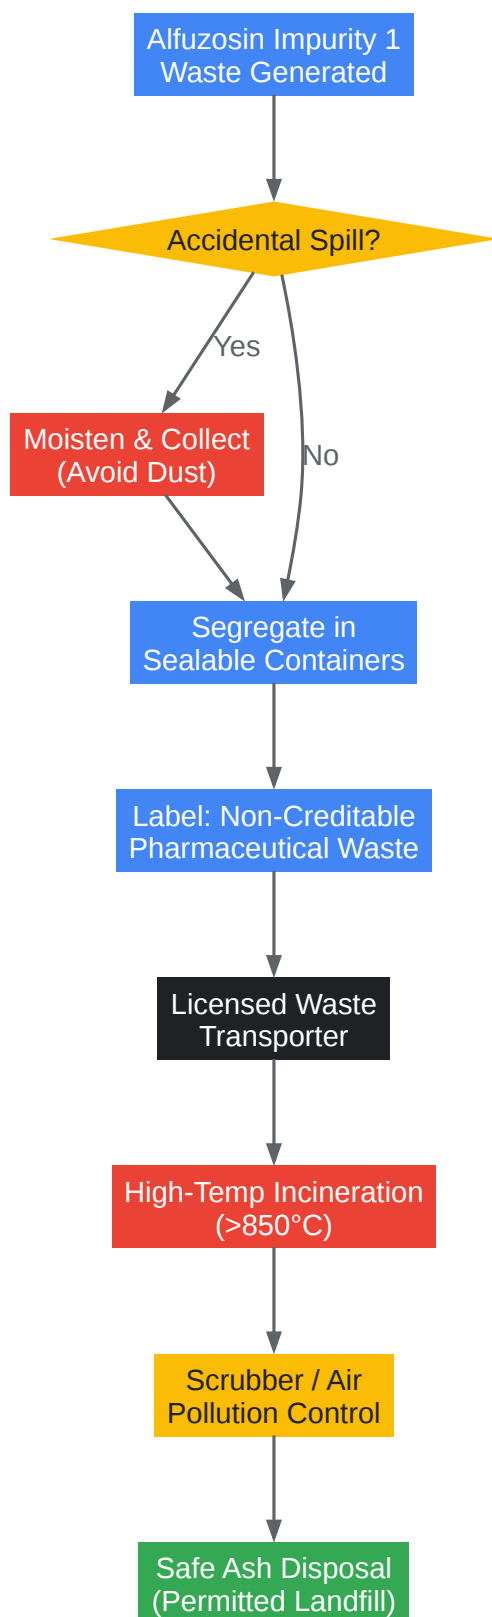 Alfuzosin Impurity 1
Waste Generated
Accidental Spill?
Yes
Moisten & Collect
(Avoid Dust)
No
Segregate in
Sealable Containers
Label: Non-Creditable
Pharmaceutical Waste
Licensed Waste
Transporter
High-Temp Incineration
(>850°C)
Scrubber / Air
Pollution Control
Safe Ash Disposal
(Permitted Landfill)